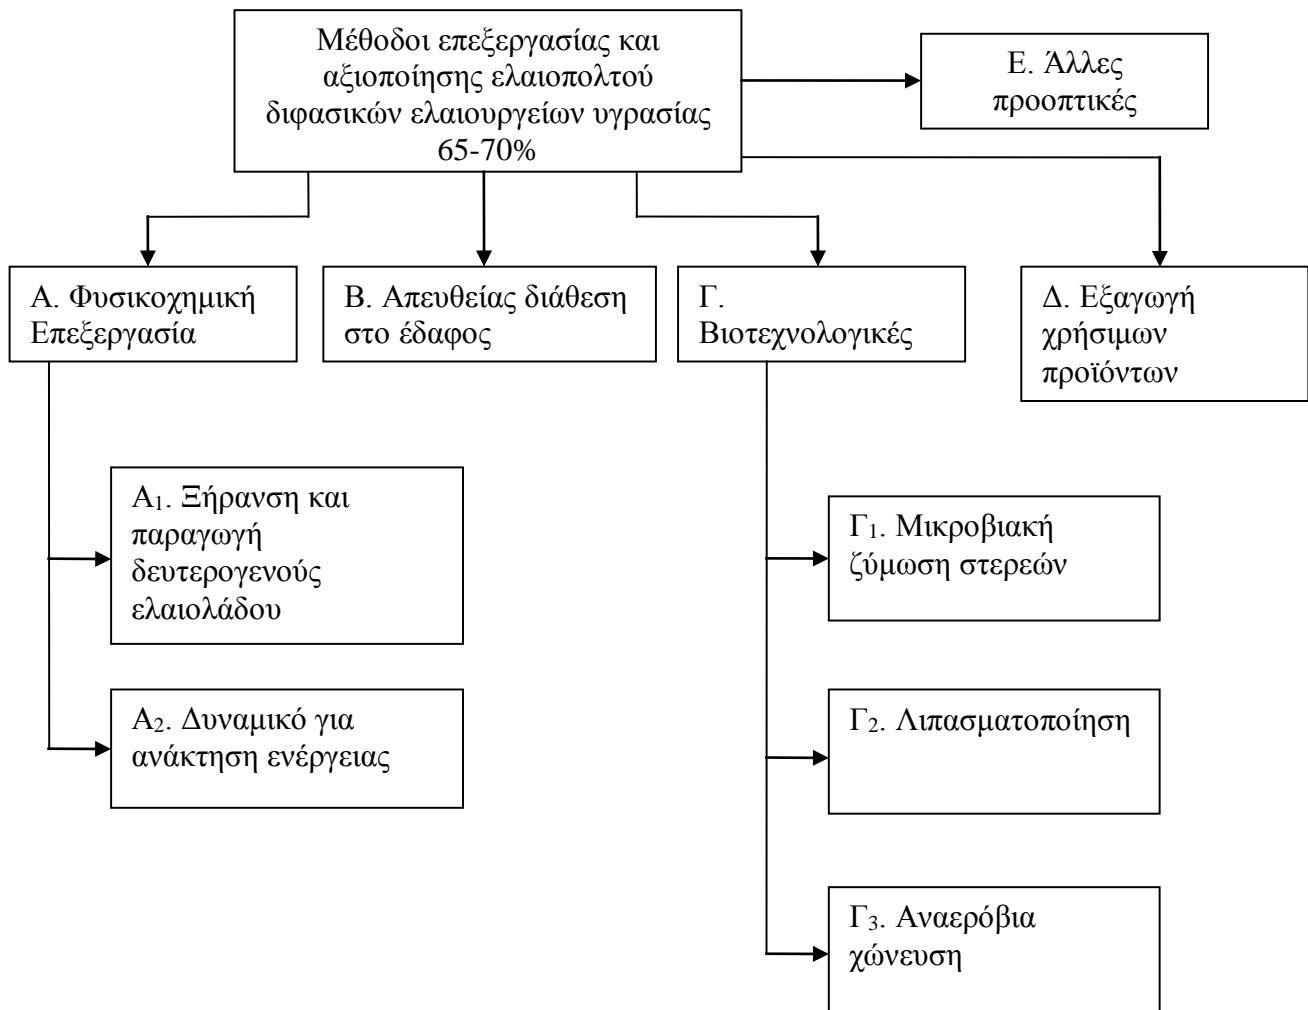 Μέθοδοι επεξεργασίας και
αξιοποίησης ελαιοπολτού
διφασικών ελαιουργείων υγρασίας
65-70%
Ε. Άλλες
προοπτικές
Α. Φυσικοχημική
Επεξεργασία
Β. Απευθείας διάθεση
στο έδαφος
Γ.
Βιοτεχνολογικές
Δ. Εξαγωγή
χρήσιμων
προϊόντων
Α₁. Ξήρανση και
παραγωγή
δευτερογενούς
ελαιολάδου
Α₂. Δυναμικό για
ανάκτηση ενέργειας
Γ₁. Μικροβιακή
ζύμωση στερεών
Γ₂. Λιπασματοποίηση
Γ₃. Αναερόβια
χώνευση